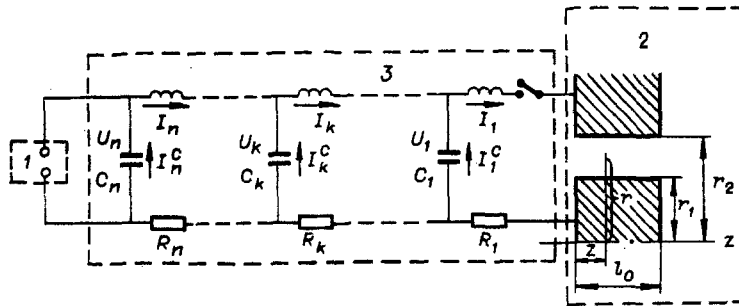 2
3
I_n
I_k
I_1
1
U_n
I_n^c
U_k
I_k^c
U_1
I_1^c
C_n
C_k
C_1
r_2
r
r_1
R_n
R_k
R_1
z
z
l_0